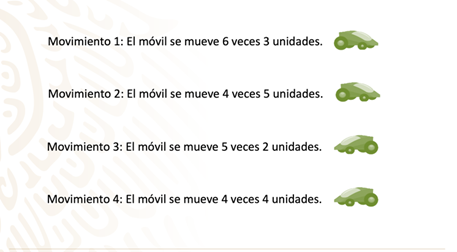 Movimiento 1: El móvil se mueve 6 veces 3 unidades.
Movimiento 2: El móvil se mueve 4 veces 5 unidades.
Movimiento 3: El móvil se mueve 5 veces 2 unidades.
Movimiento 4: El móvil se mueve 4 veces 4 unidades.